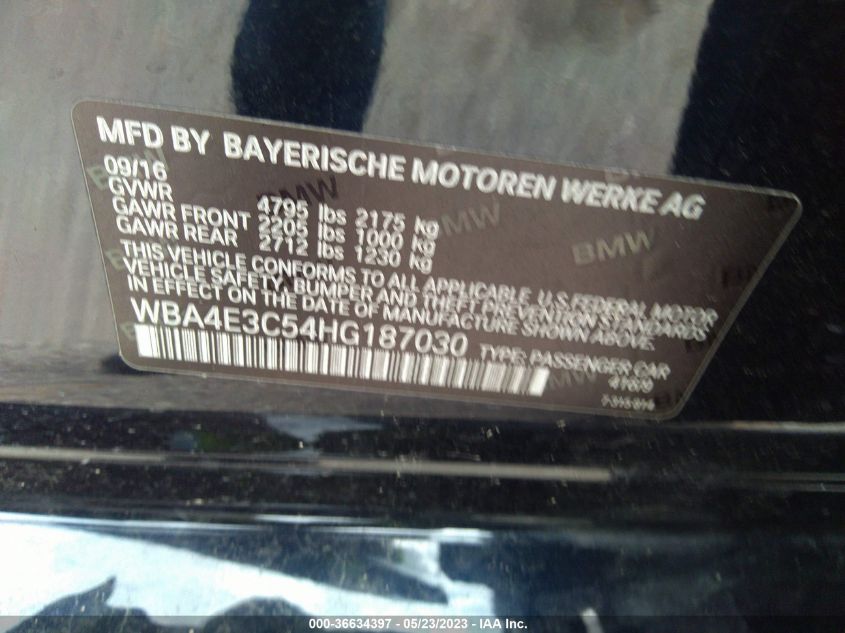 MFD BY BAYERISCHE MOTOREN WERKE AG
09/16
GVWR 4795 lbs 2175 kg
GAWR FRONT 2205 lbs 1000 kg
GAWR REAR 2712 lbs 1230 kg
THIS VEHICLE CONFORMS TO ALL APPLICABLE U.S. FEDERAL MOTOR
VEHICLE SAFETY, BUMPER AND THEFT PREVENTION STANDARDS
IN EFFECT ON THE DATE OF MANUFACTURE SHOWN ABOVE.
WBA4E3C54HG187030 TYPE: PASSENGER CAR
BMW BMW BMW
000-36634397 / 05/23/2023 - IAA Inc.